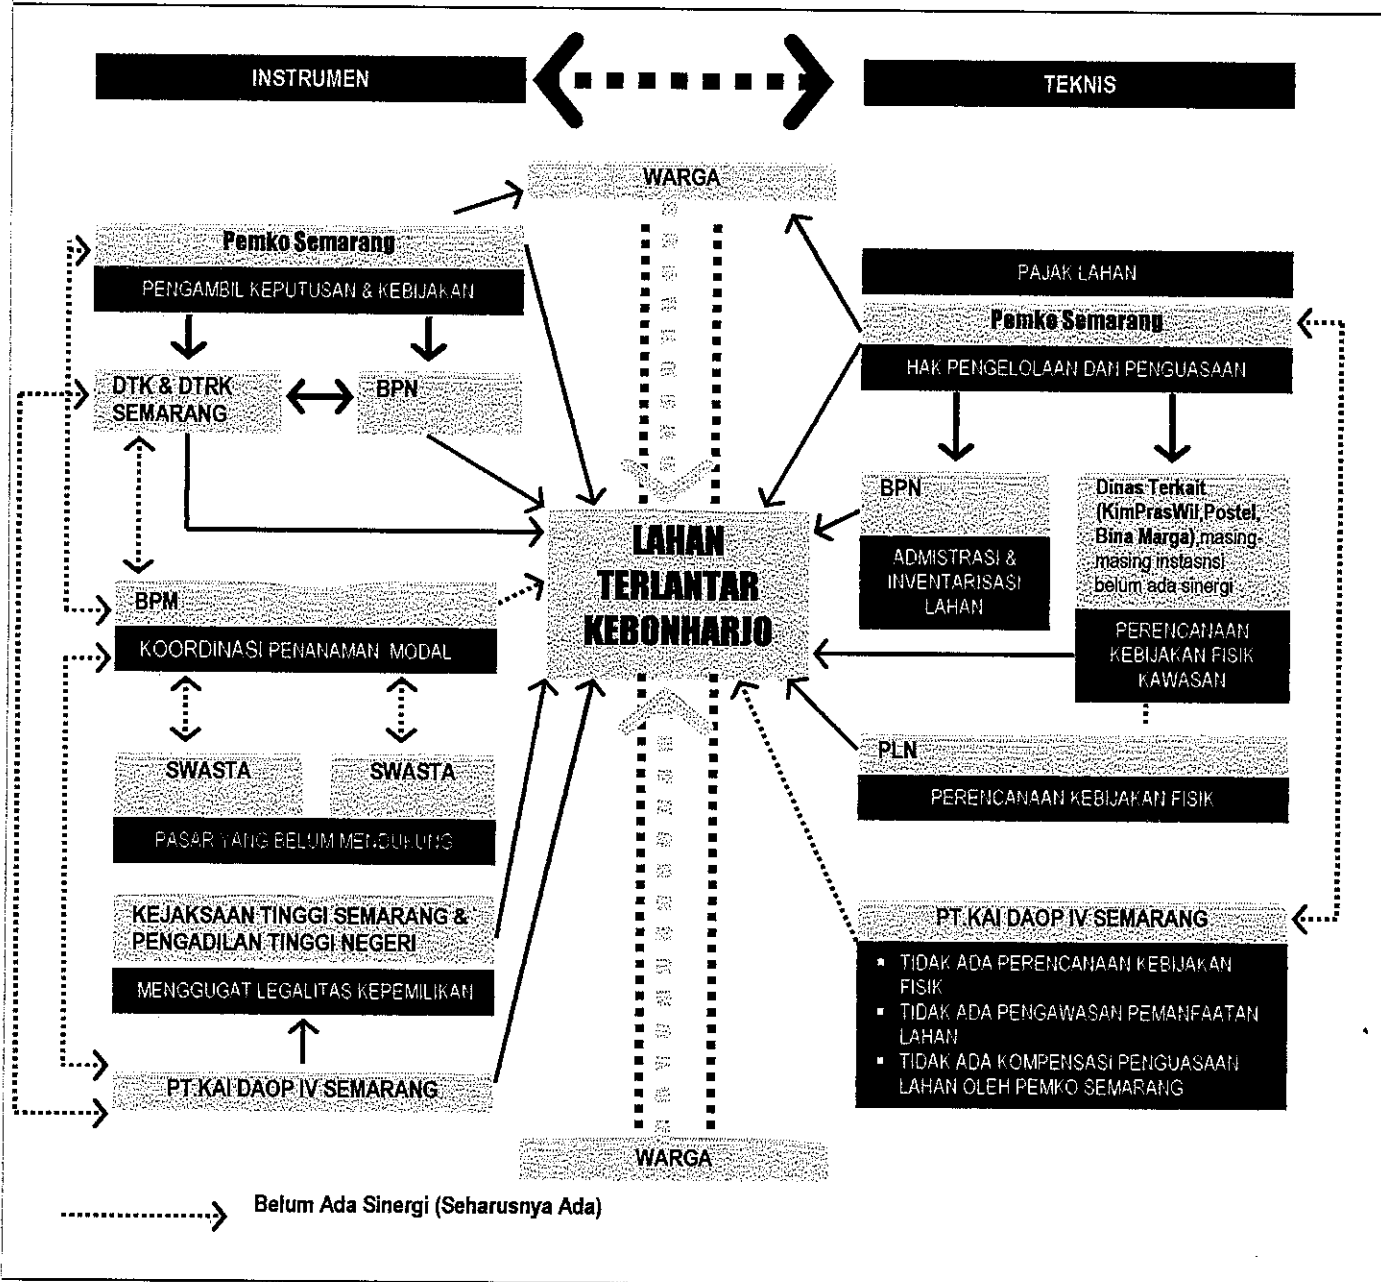 INSTRUMEN
TEKNIS
WARGA
Pemko Semarang
PENGAMBIL KEPUTUSAN & KEBIJAKAN
DTK & DTRK
SEMARANG
BPN
BPM
KOORDINASI PENANAMAN MODAL
SWASTA
SWASTA
PASAR YANG BELUM MENDUKUNG
KEJAKSAAN TINGGI SEMARANG &
PENGADILAN TINGGI NEGERI
MENGGUGAT LEGALITAS KEPEMILIKAN
PT.KAI DAOP IV SEMARANG
LAHAN
TERLANTAR
KEBONHARJO
PAJAK LAHAN
Pemko Semarang
HAK PENGELOLAAN DAN PENGUASAAN
BPN
ADMISTRASI &
INVENTARISASI
LAHAN
Dinas Terkait
(KimPrasWil,Postel,
Bina Marga),masing-
masing instasnsi
belum ada sinergi
PERENCANAAN
KEBIJAKAN FISIK
KAWASAN
PLN
PERENCANAAN KEBIJAKAN FISIK
PT.KAI DAOP IV SEMARANG
▪ TIDAK ADA PERENCANAAN KEBIJAKAN
FISIK
▪ TIDAK ADA PENGAWASAN PEMANFAATAN
LAHAN
▪ TIDAK ADA KOMPENSASI PENGUASAAN
LAHAN OLEH PEMKO SEMARANG
WARGA
Belum Ada Sinergi (Seharusnya Ada)